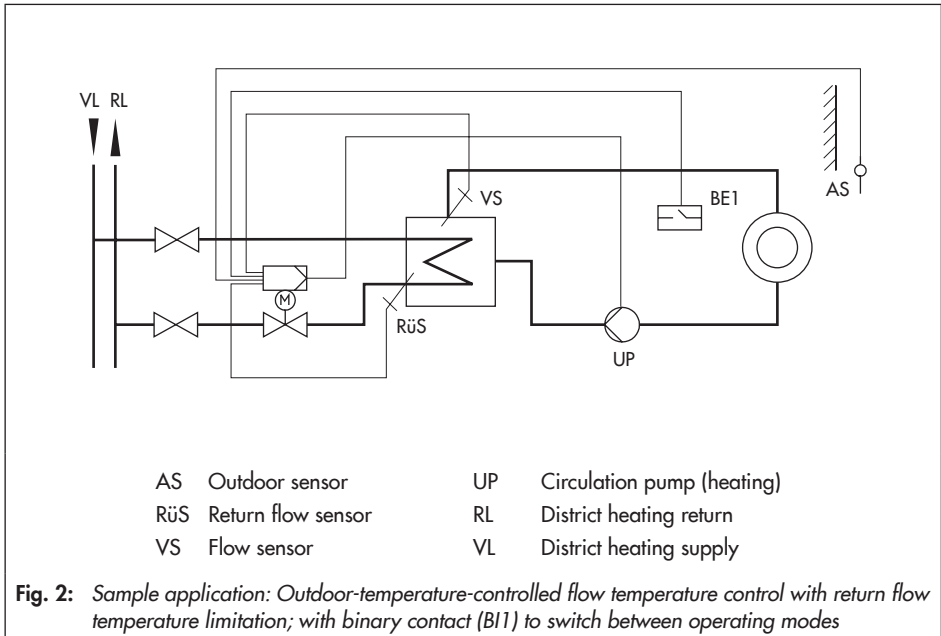 VL RL
AS
VS
BE1
M
RüS
UP
AS Outdoor sensor UP Circulation pump (heating)
RüS Return flow sensor RL District heating return
VS Flow sensor VL District heating supply
Fig. 2: Sample application: Outdoor-temperature-controlled flow temperature control with return flow
temperature limitation; with binary contact (BI1) to switch between operating modes